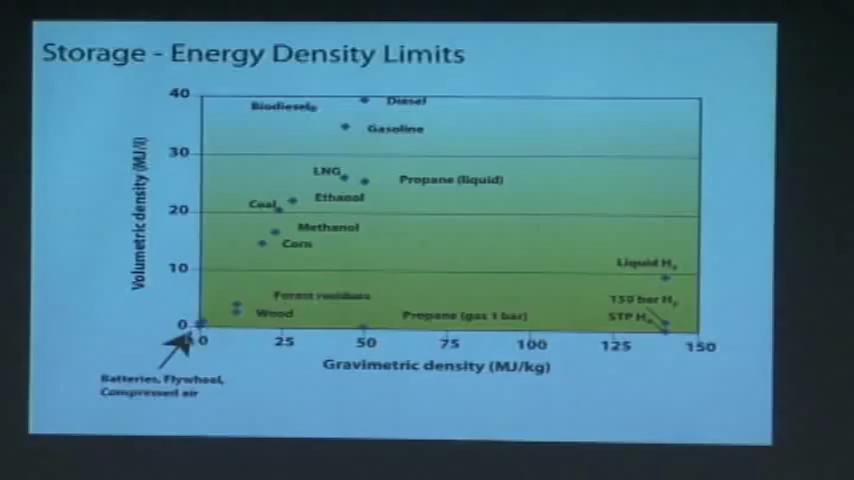 Storage - Energy Density Limits
40
Biodiesel
Diesel
Gasoline
30
LNG
Propane (liquid)
Ethanol
Coal
20
Methanol
Corn
Volumetric density (MJ/l)
Liquid H₂
10
Forest residues
150 bar H₂
Wood
Propane (gas 1 bar)
STP H₂
0
0
25
50
75
100
125
150
Gravimetric density (MJ/kg)
Batteries, Flywheel,
Compressed air